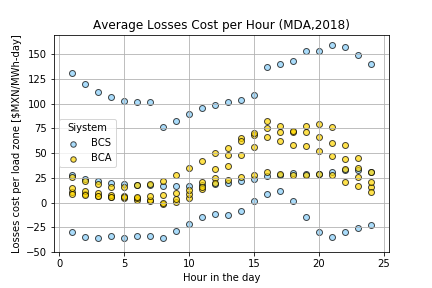 Average Losses Cost per Hour (MDA,2018)
Losses cost per load zone [$MXN/MWh-day]
150
125
100
75
50
25
0
−25
−50
Siystem
BCS
BCA
0
5
10
15
20
25
Hour in the day